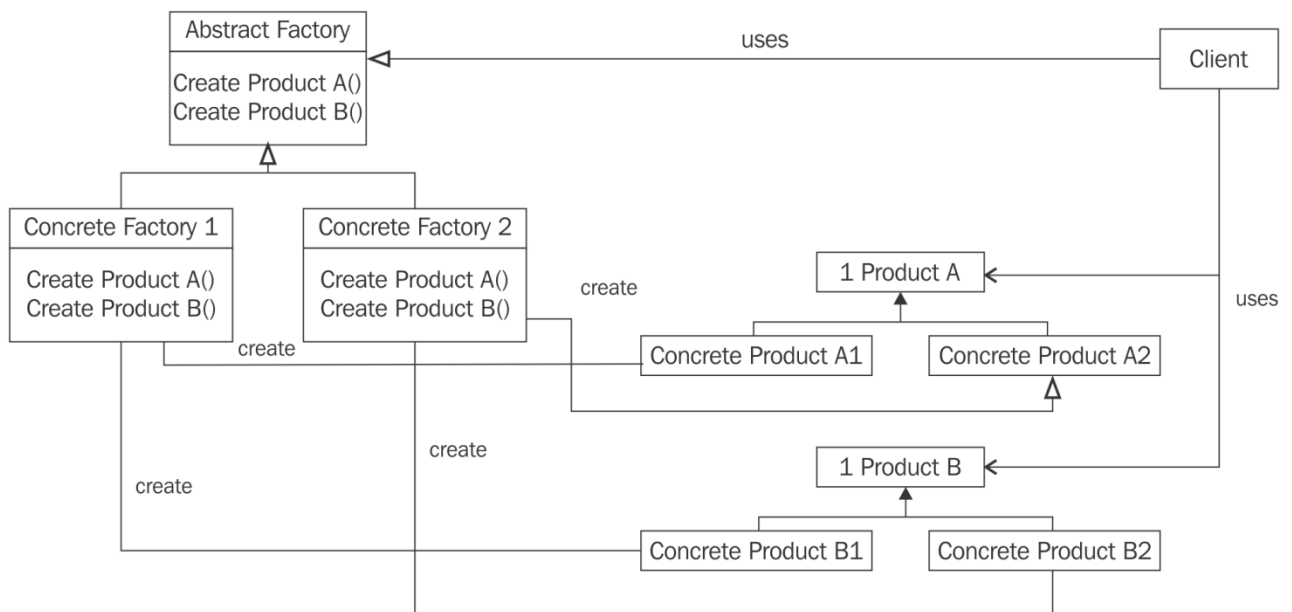 Abstract Factory
Create Product A()
Create Product B()
uses
Client
Concrete Factory 1
Create Product A()
Create Product B()
Concrete Factory 2
Create Product A()
Create Product B()
create
1 Product A
uses
create
Concrete Product A1
Concrete Product A2
create
1 Product B
create
Concrete Product B1
Concrete Product B2